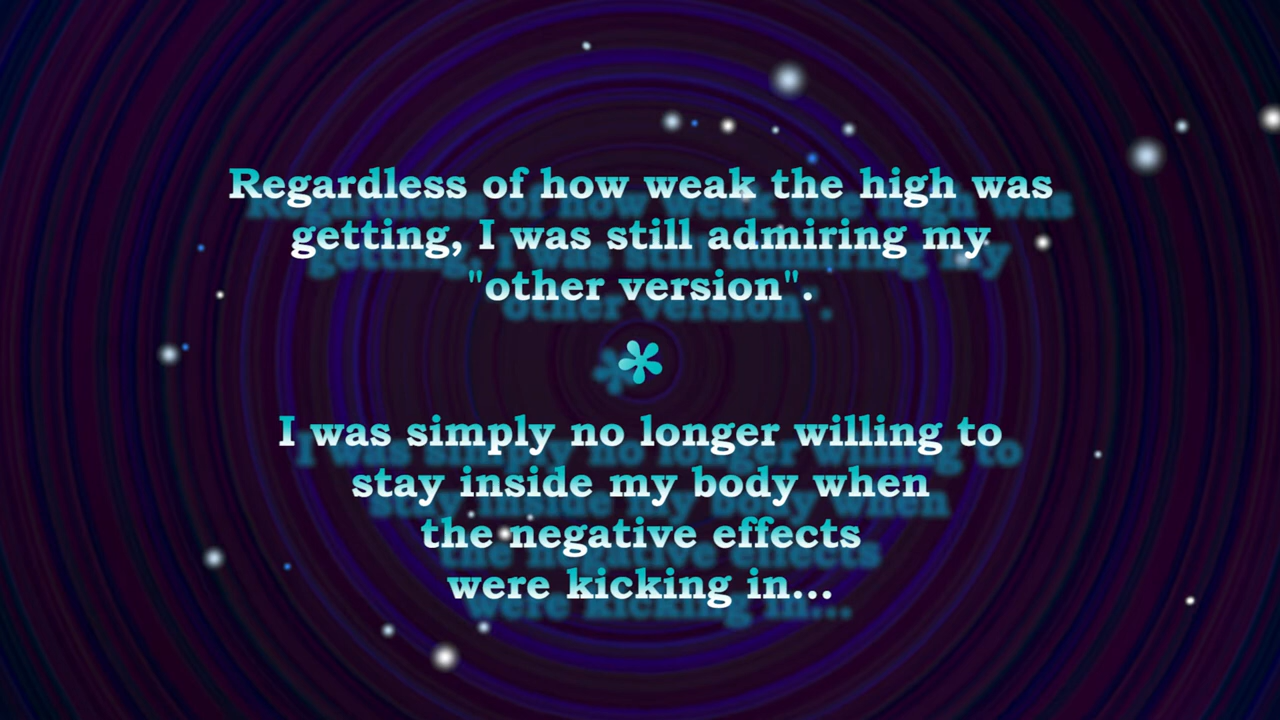 Regardless of how weak the high was
getting, I was still admiring my
"other version".
*
I was simply no longer willing to
stay inside my body when
the negative effects
were kicking in...